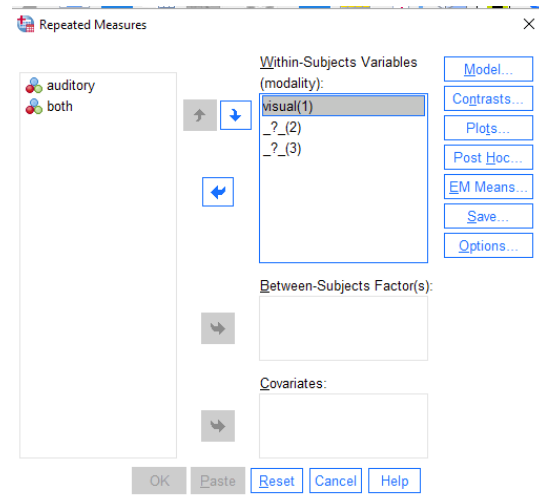 Repeated Measures
auditory
both
Within-Subjects Variables
(modality):
visual(1)
_?_(2)
_?_(3)
Model...
Contrasts...
Plots...
Post Hoc...
EM Means...
Save...
Options...
Between-Subjects Factor(s):
Covariates:
OK Paste Reset Cancel Help